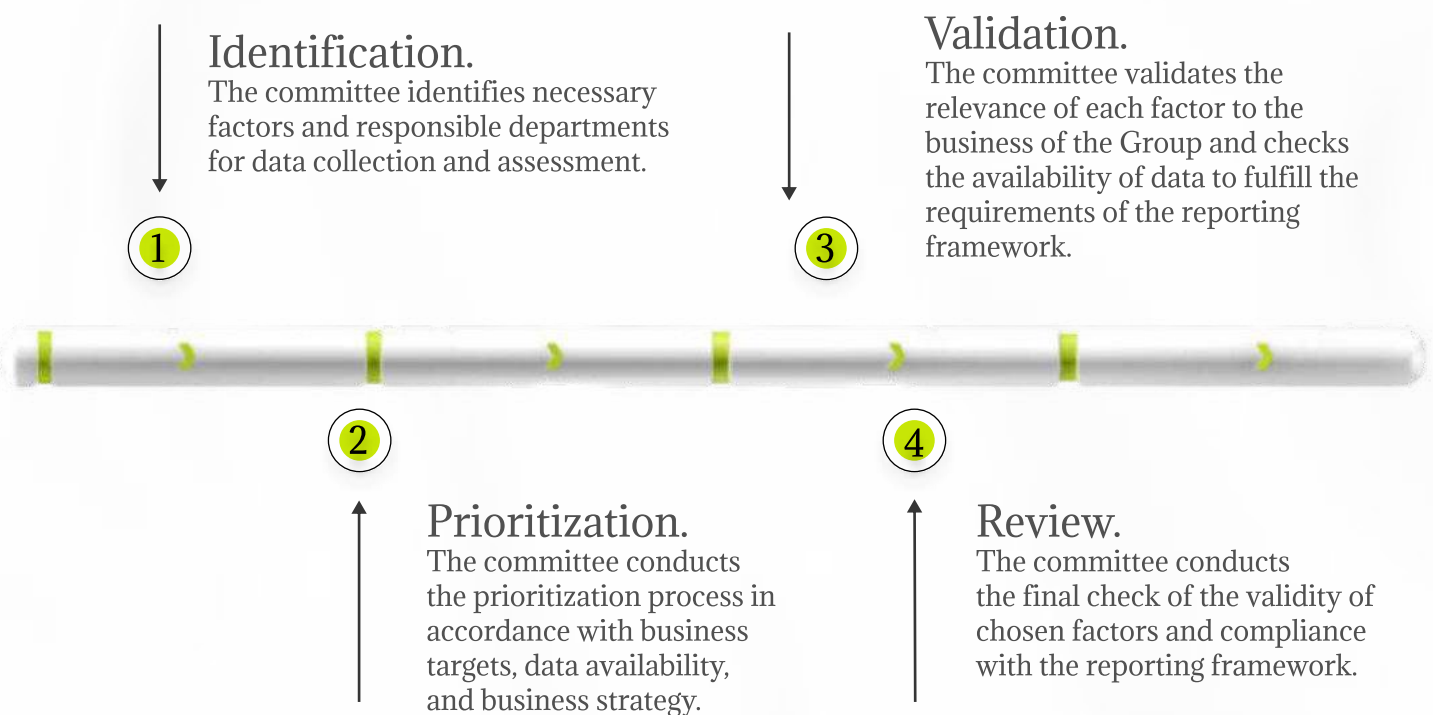 1
Identification.
The committee identifies necessary
factors and responsible departments
for data collection and assessment.
2
Prioritization.
The committee conducts
the prioritization process in
accordance with business
targets, data availability,
and business strategy.
3
Validation.
The committee validates the
relevance of each factor to the
business of the Group and checks
the availability of data to fulfill the
requirements of the reporting
framework.
4
Review.
The committee conducts
the final check of the validity of
chosen factors and compliance
with the reporting framework.